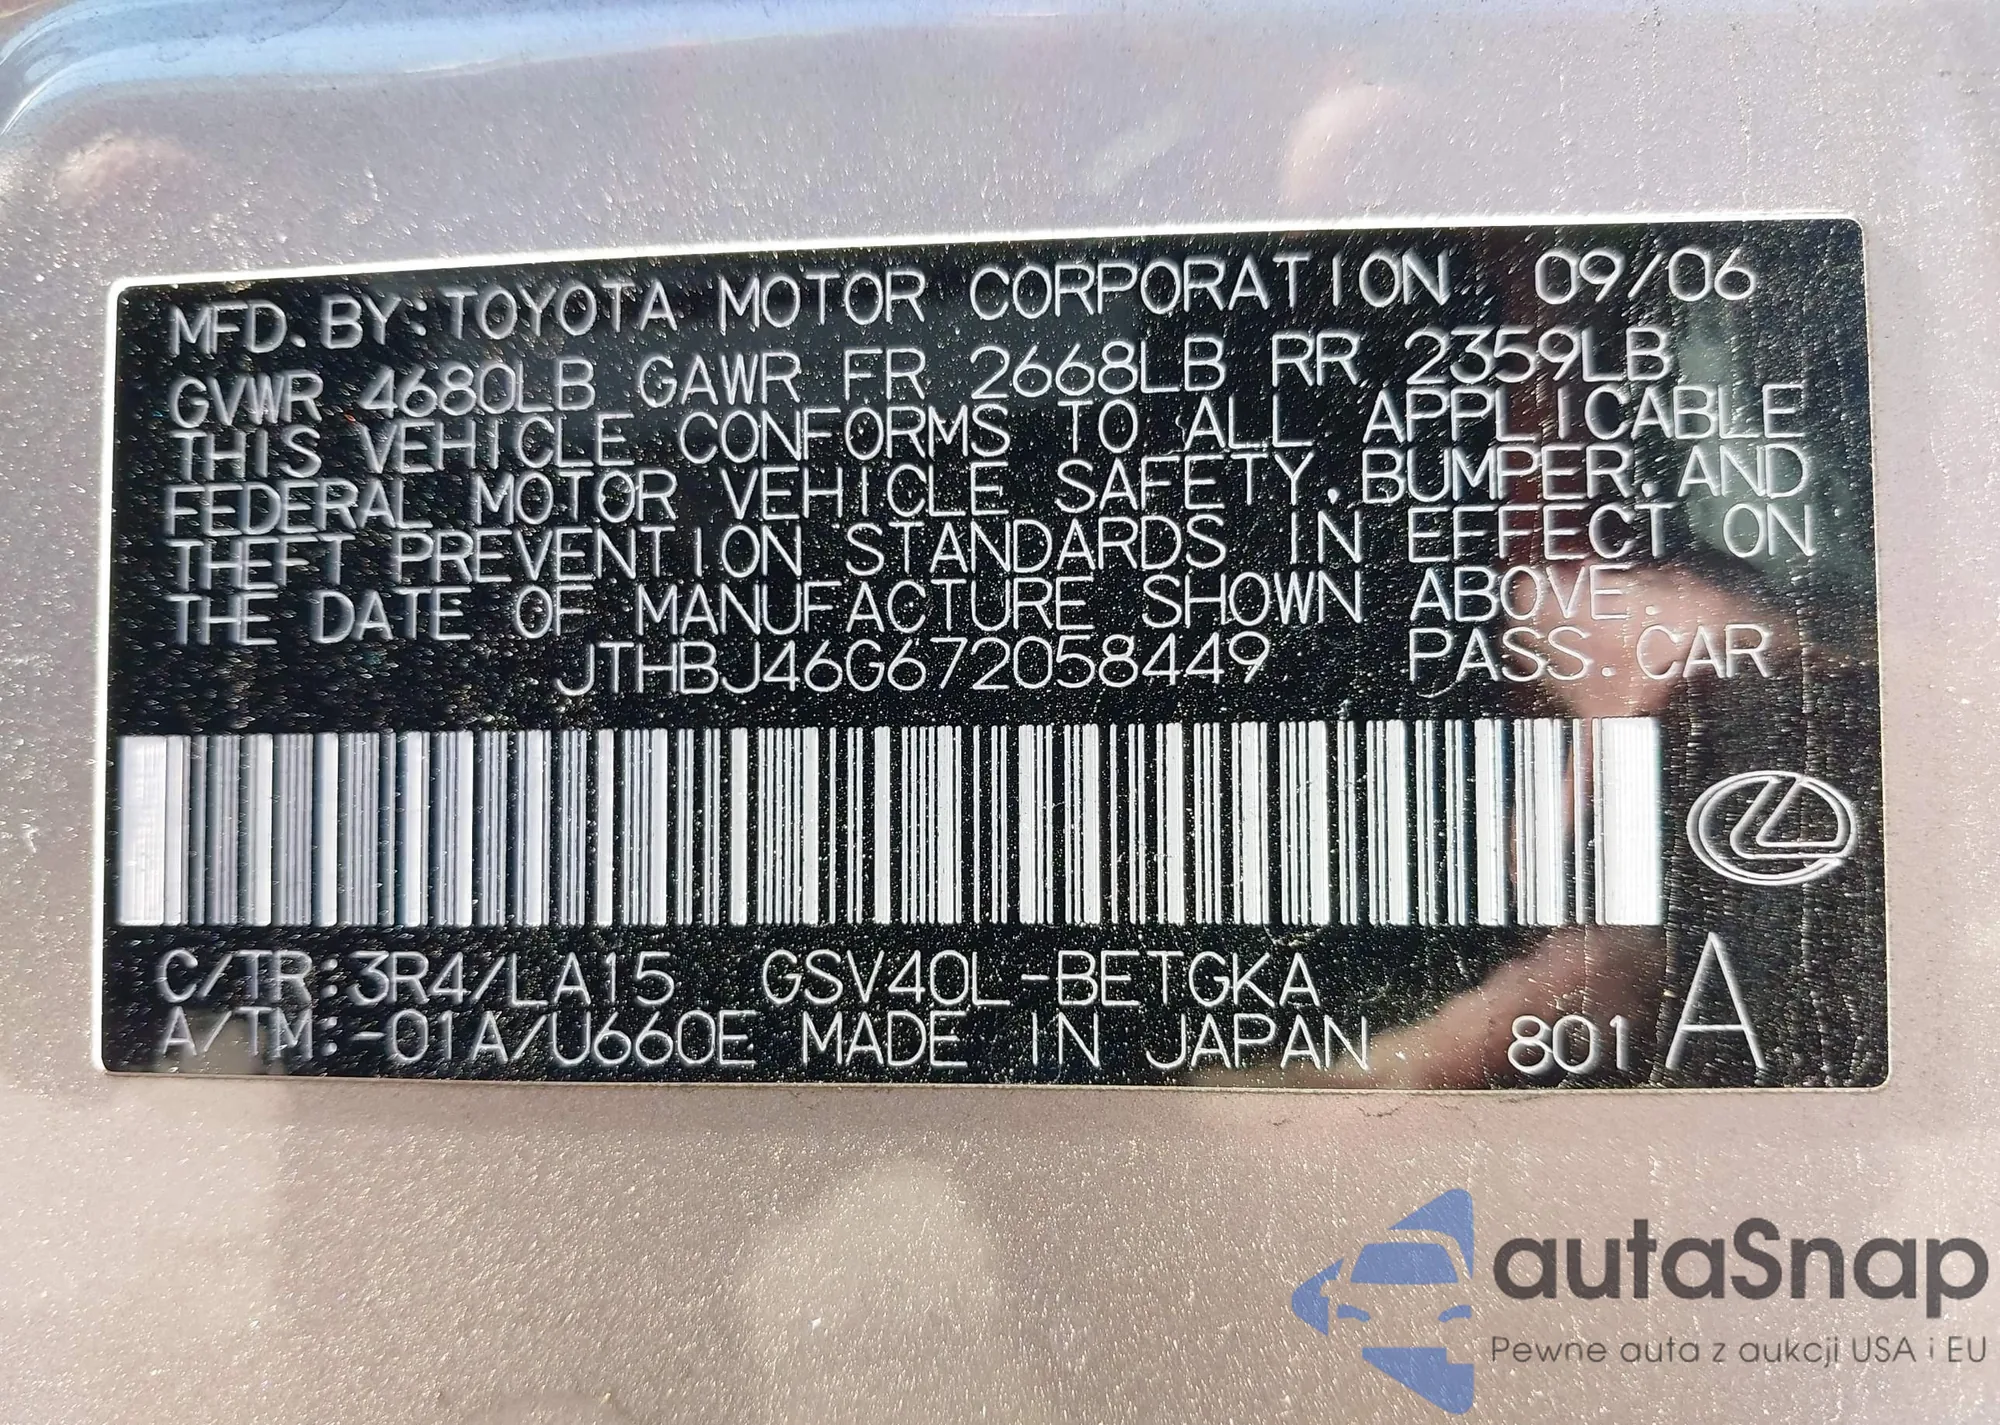 MFD.BY:TOYOTA MOTOR CORPORATION 09/06
GVWR 4680LB GAWR FR 2668LB RR 2359LB
THIS VEHICLE CONFORMS TO ALL APPLICABLE
FEDERAL MOTOR VEHICLE SAFETY,BUMPER,AND
THEFT PREVENTION STANDARDS IN EFFECT ON
THE DATE OF MANUFACTURE SHOWN ABOVE.
JTHBJ46G672058449 PASS.CAR
C/TR:3R4/LA15 GSV40L-BETGKA
A/TM:-01A/U660E MADE IN JAPAN 801 A
autaSnap
Pewne auta z aukcji USA i EU